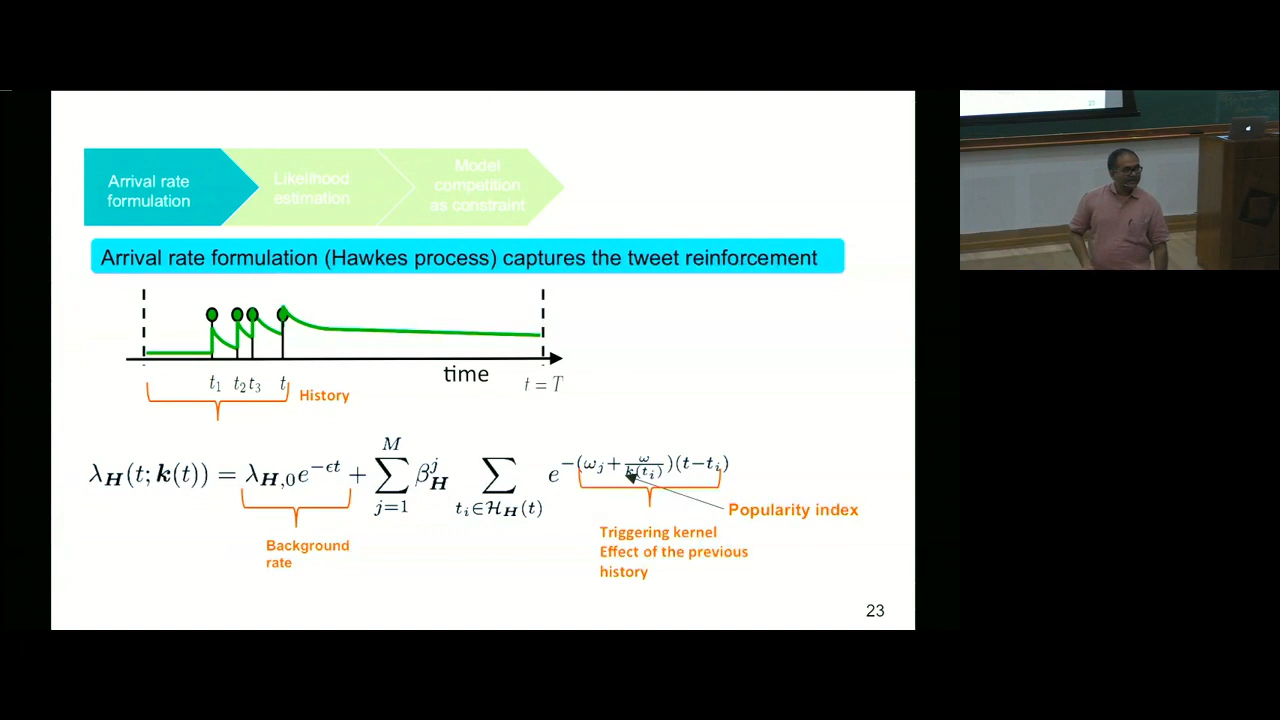 Arrival rate
formulation
Likelihood
estimation
Model
competition
as constraint
Arrival rate formulation (Hawkes process) captures the tweet reinforcement
t₁ t₂ t₃ t
time
t = T
History
λ_H(t; k(t)) = λ_{H,0}e^{−ϵt} + ∑_{j=1}^{M} β_H^j ∑_{t_i∈ℋ_H(t)} e^{−(ω_j+ω/k(t_i))(t−t_i)}
Popularity index
Background
rate
Triggering kernel
Effect of the previous
history
23